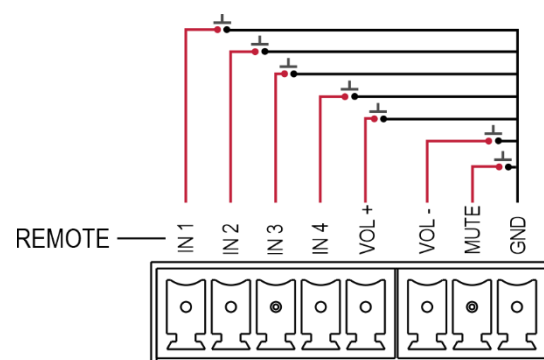 REMOTE
IN 1
IN 2
IN 3
IN 4
VOL +
VOL -
MUTE
GND